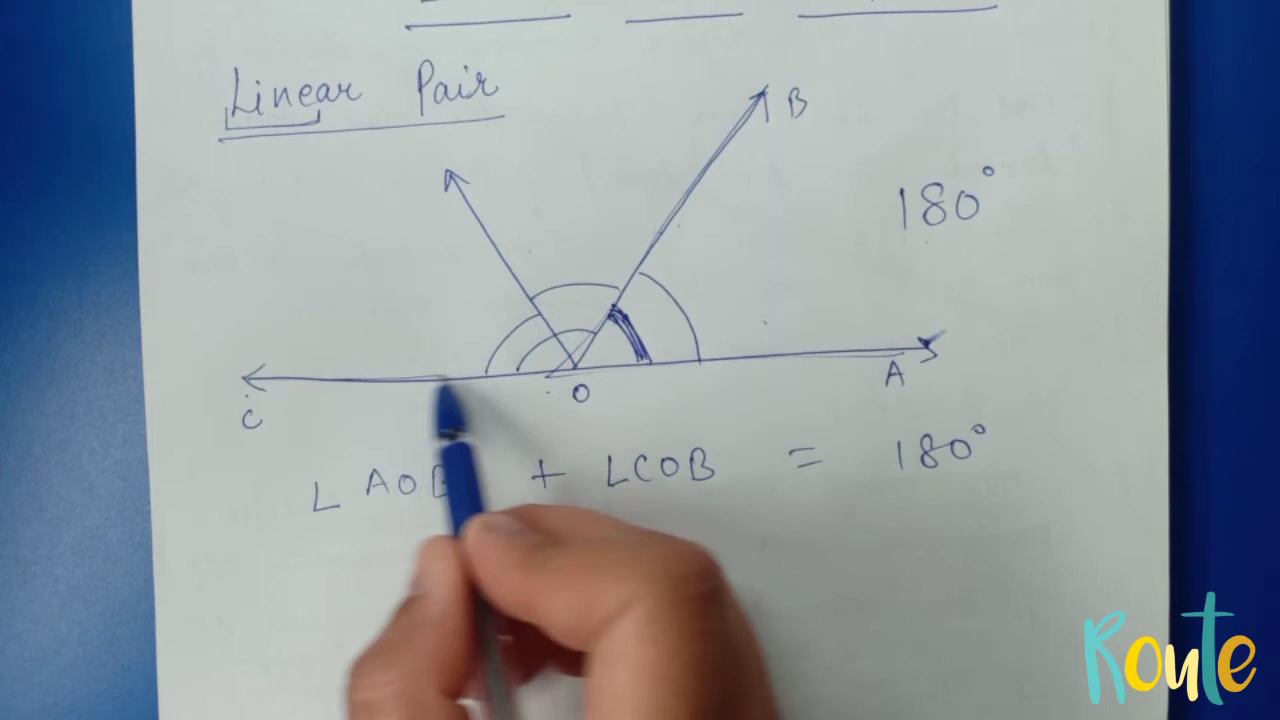 Linear Pair
B
180°
A
O
C
∠AOB + ∠COB = 180°
Route